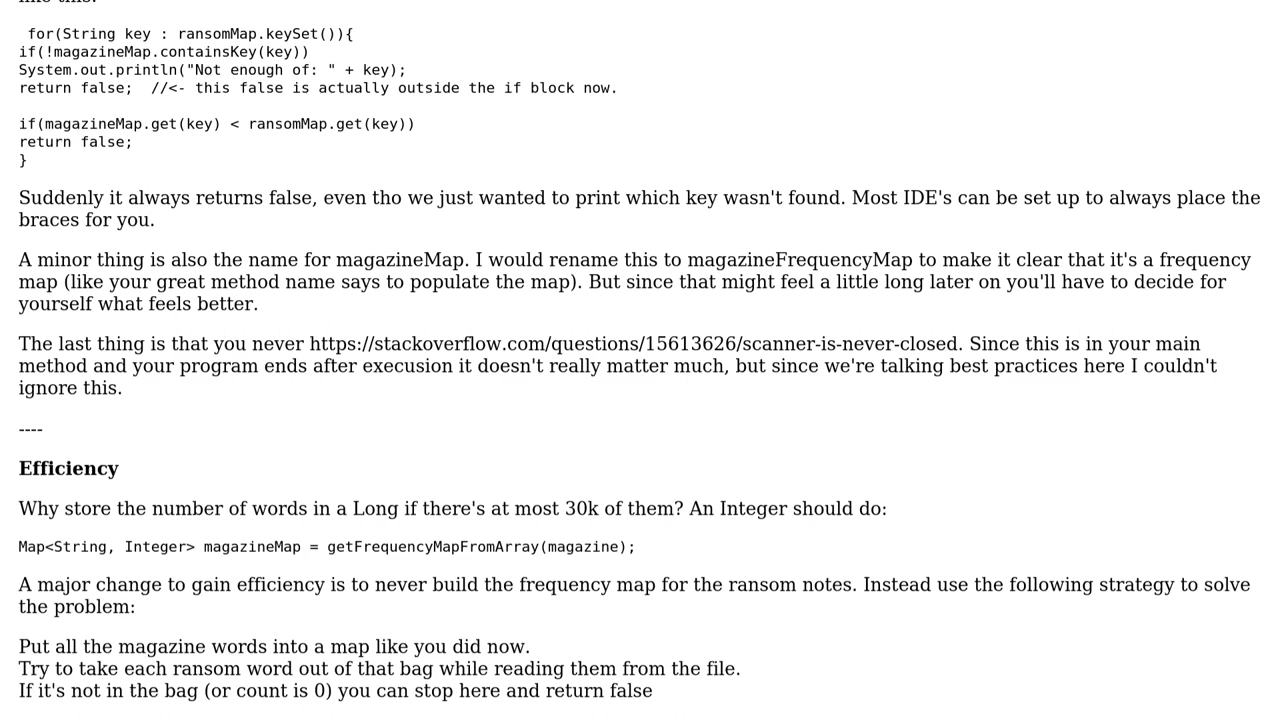 for(String key : ransomMap.keySet()){
if(!magazineMap.containsKey(key))
System.out.println("Not enough of: " + key);
return false;  //<- this false is actually outside the if block now.

if(magazineMap.get(key) < ransomMap.get(key))
return false;
}

Suddenly it always returns false, even tho we just wanted to print which key wasn't found. Most IDE's can be set up to always place the
braces for you.

A minor thing is also the name for magazineMap. I would rename this to magazineFrequencyMap to make it clear that it's a frequency
map (like your great method name says to populate the map). But since that might feel a little long later on you'll have to decide for
yourself what feels better.

The last thing is that you never https://stackoverflow.com/questions/15613626/scanner-is-never-closed. Since this is in your main
method and your program ends after execusion it doesn't really matter much, but since we're talking best practices here I couldn't
ignore this.

----

Efficiency

Why store the number of words in a Long if there's at most 30k of them? An Integer should do:

Map<String, Integer> magazineMap = getFrequencyMapFromArray(magazine);

A major change to gain efficiency is to never build the frequency map for the ransom notes. Instead use the following strategy to solve
the problem:

Put all the magazine words into a map like you did now.
Try to take each ransom word out of that bag while reading them from the file.
If it's not in the bag (or count is 0) you can stop here and return false